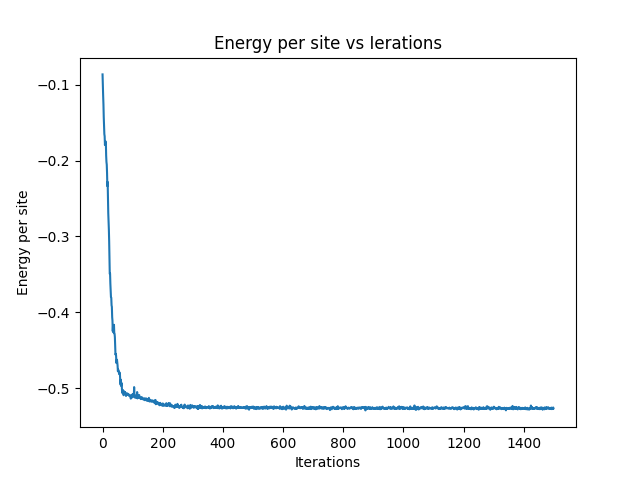 Energy per site vs Ierations
−0.1
−0.2
−0.3
−0.4
−0.5
Energy per site
0 200 400 600 800 1000 1200 1400
Iterations